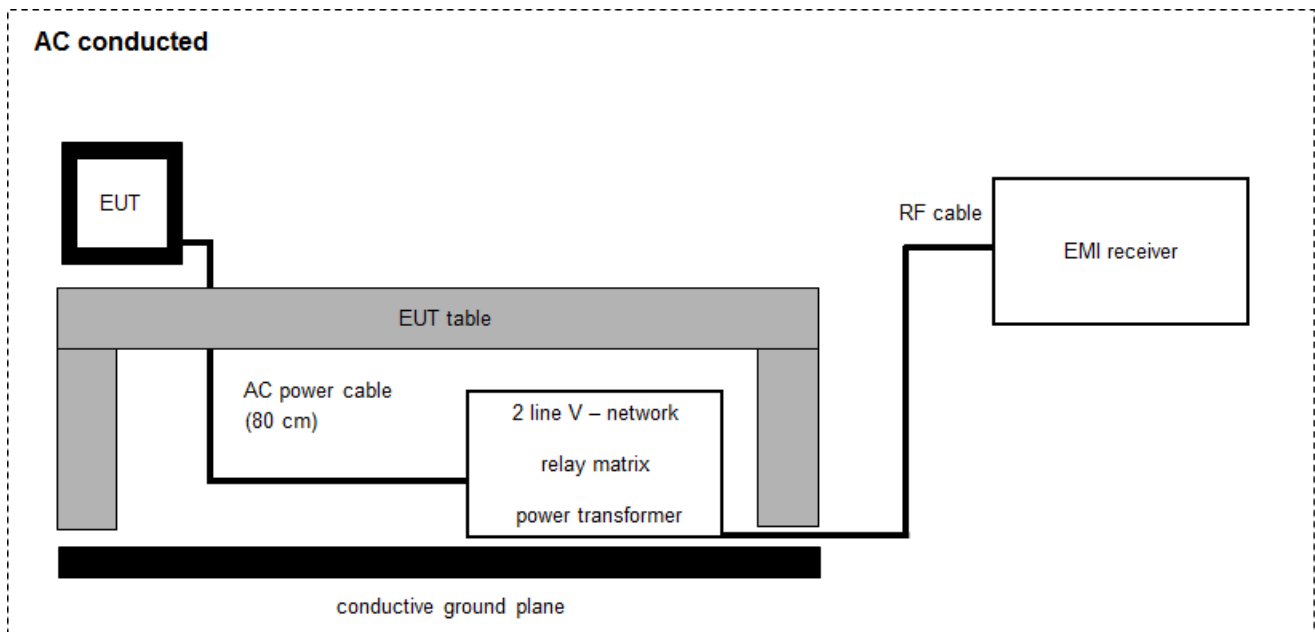 AC conducted
EUT
RF cable
EMI receiver
EUT table
AC power cable
(80 cm)
2 line V – network
relay matrix
power transformer
conductive ground plane